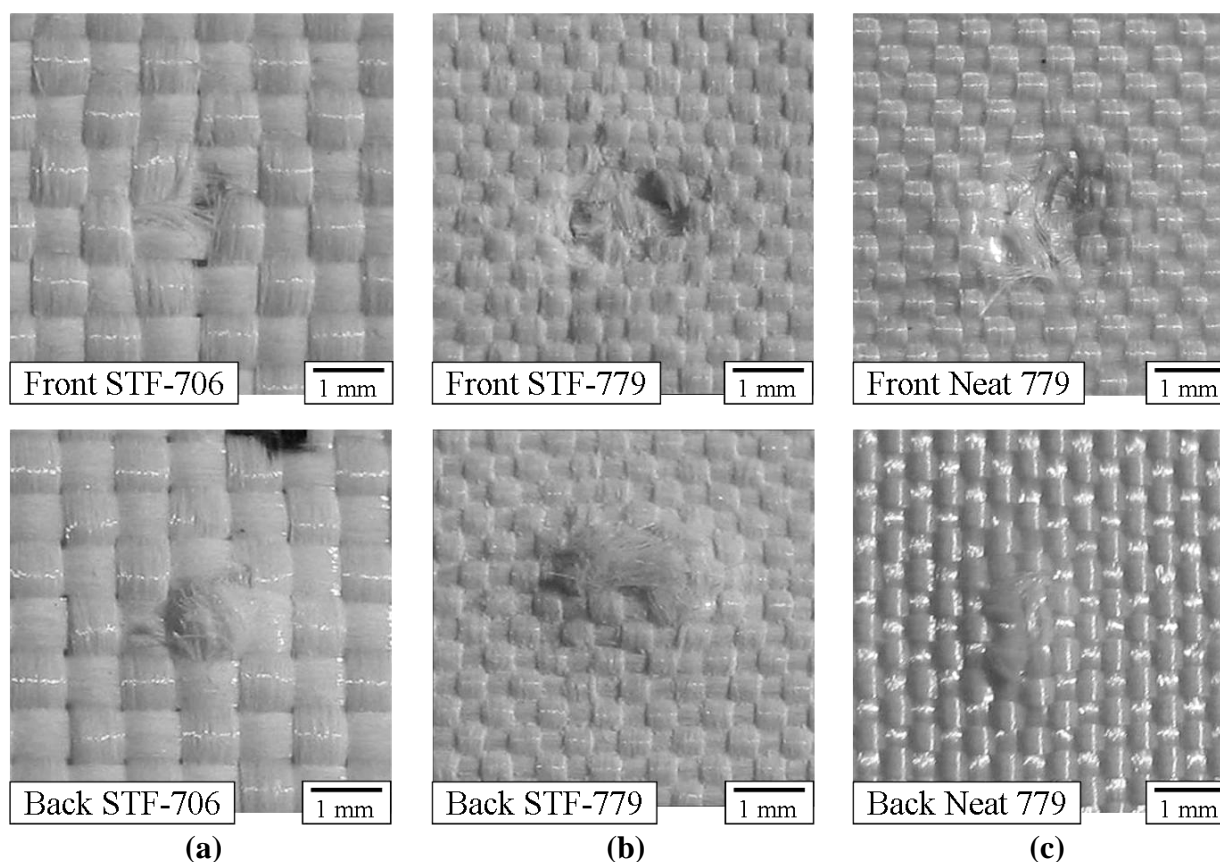 Front STF-706
1 mm
Front STF-779
1 mm
Front Neat 779
1 mm
Back STF-706
1 mm
Back STF-779
1 mm
Back Neat 779
1 mm
(a)
(b)
(c)